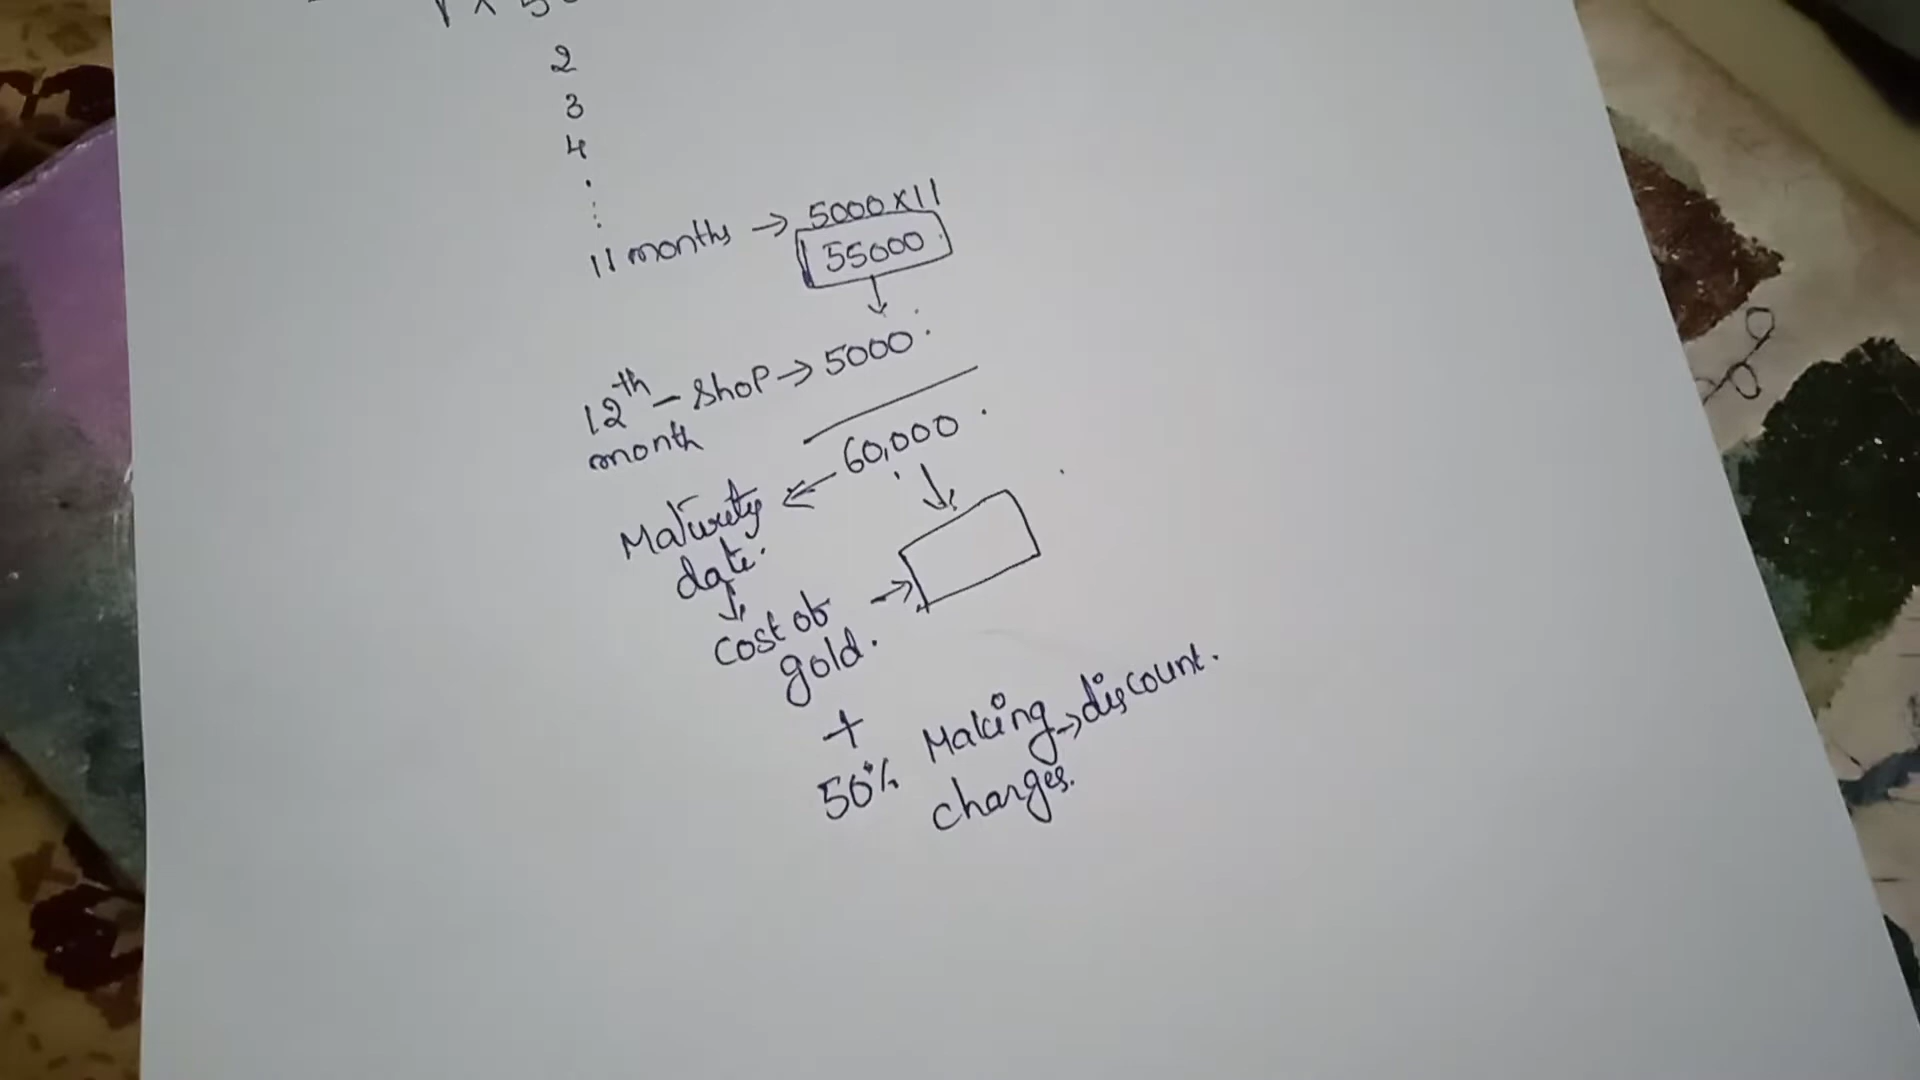 2
3
4
11 months → 5000×11
55000
↓
12th – Shop → 5000
month
60,000
Maturity ←
date.
↓
cost of →
gold.
+
50% Making → discount.
charges.